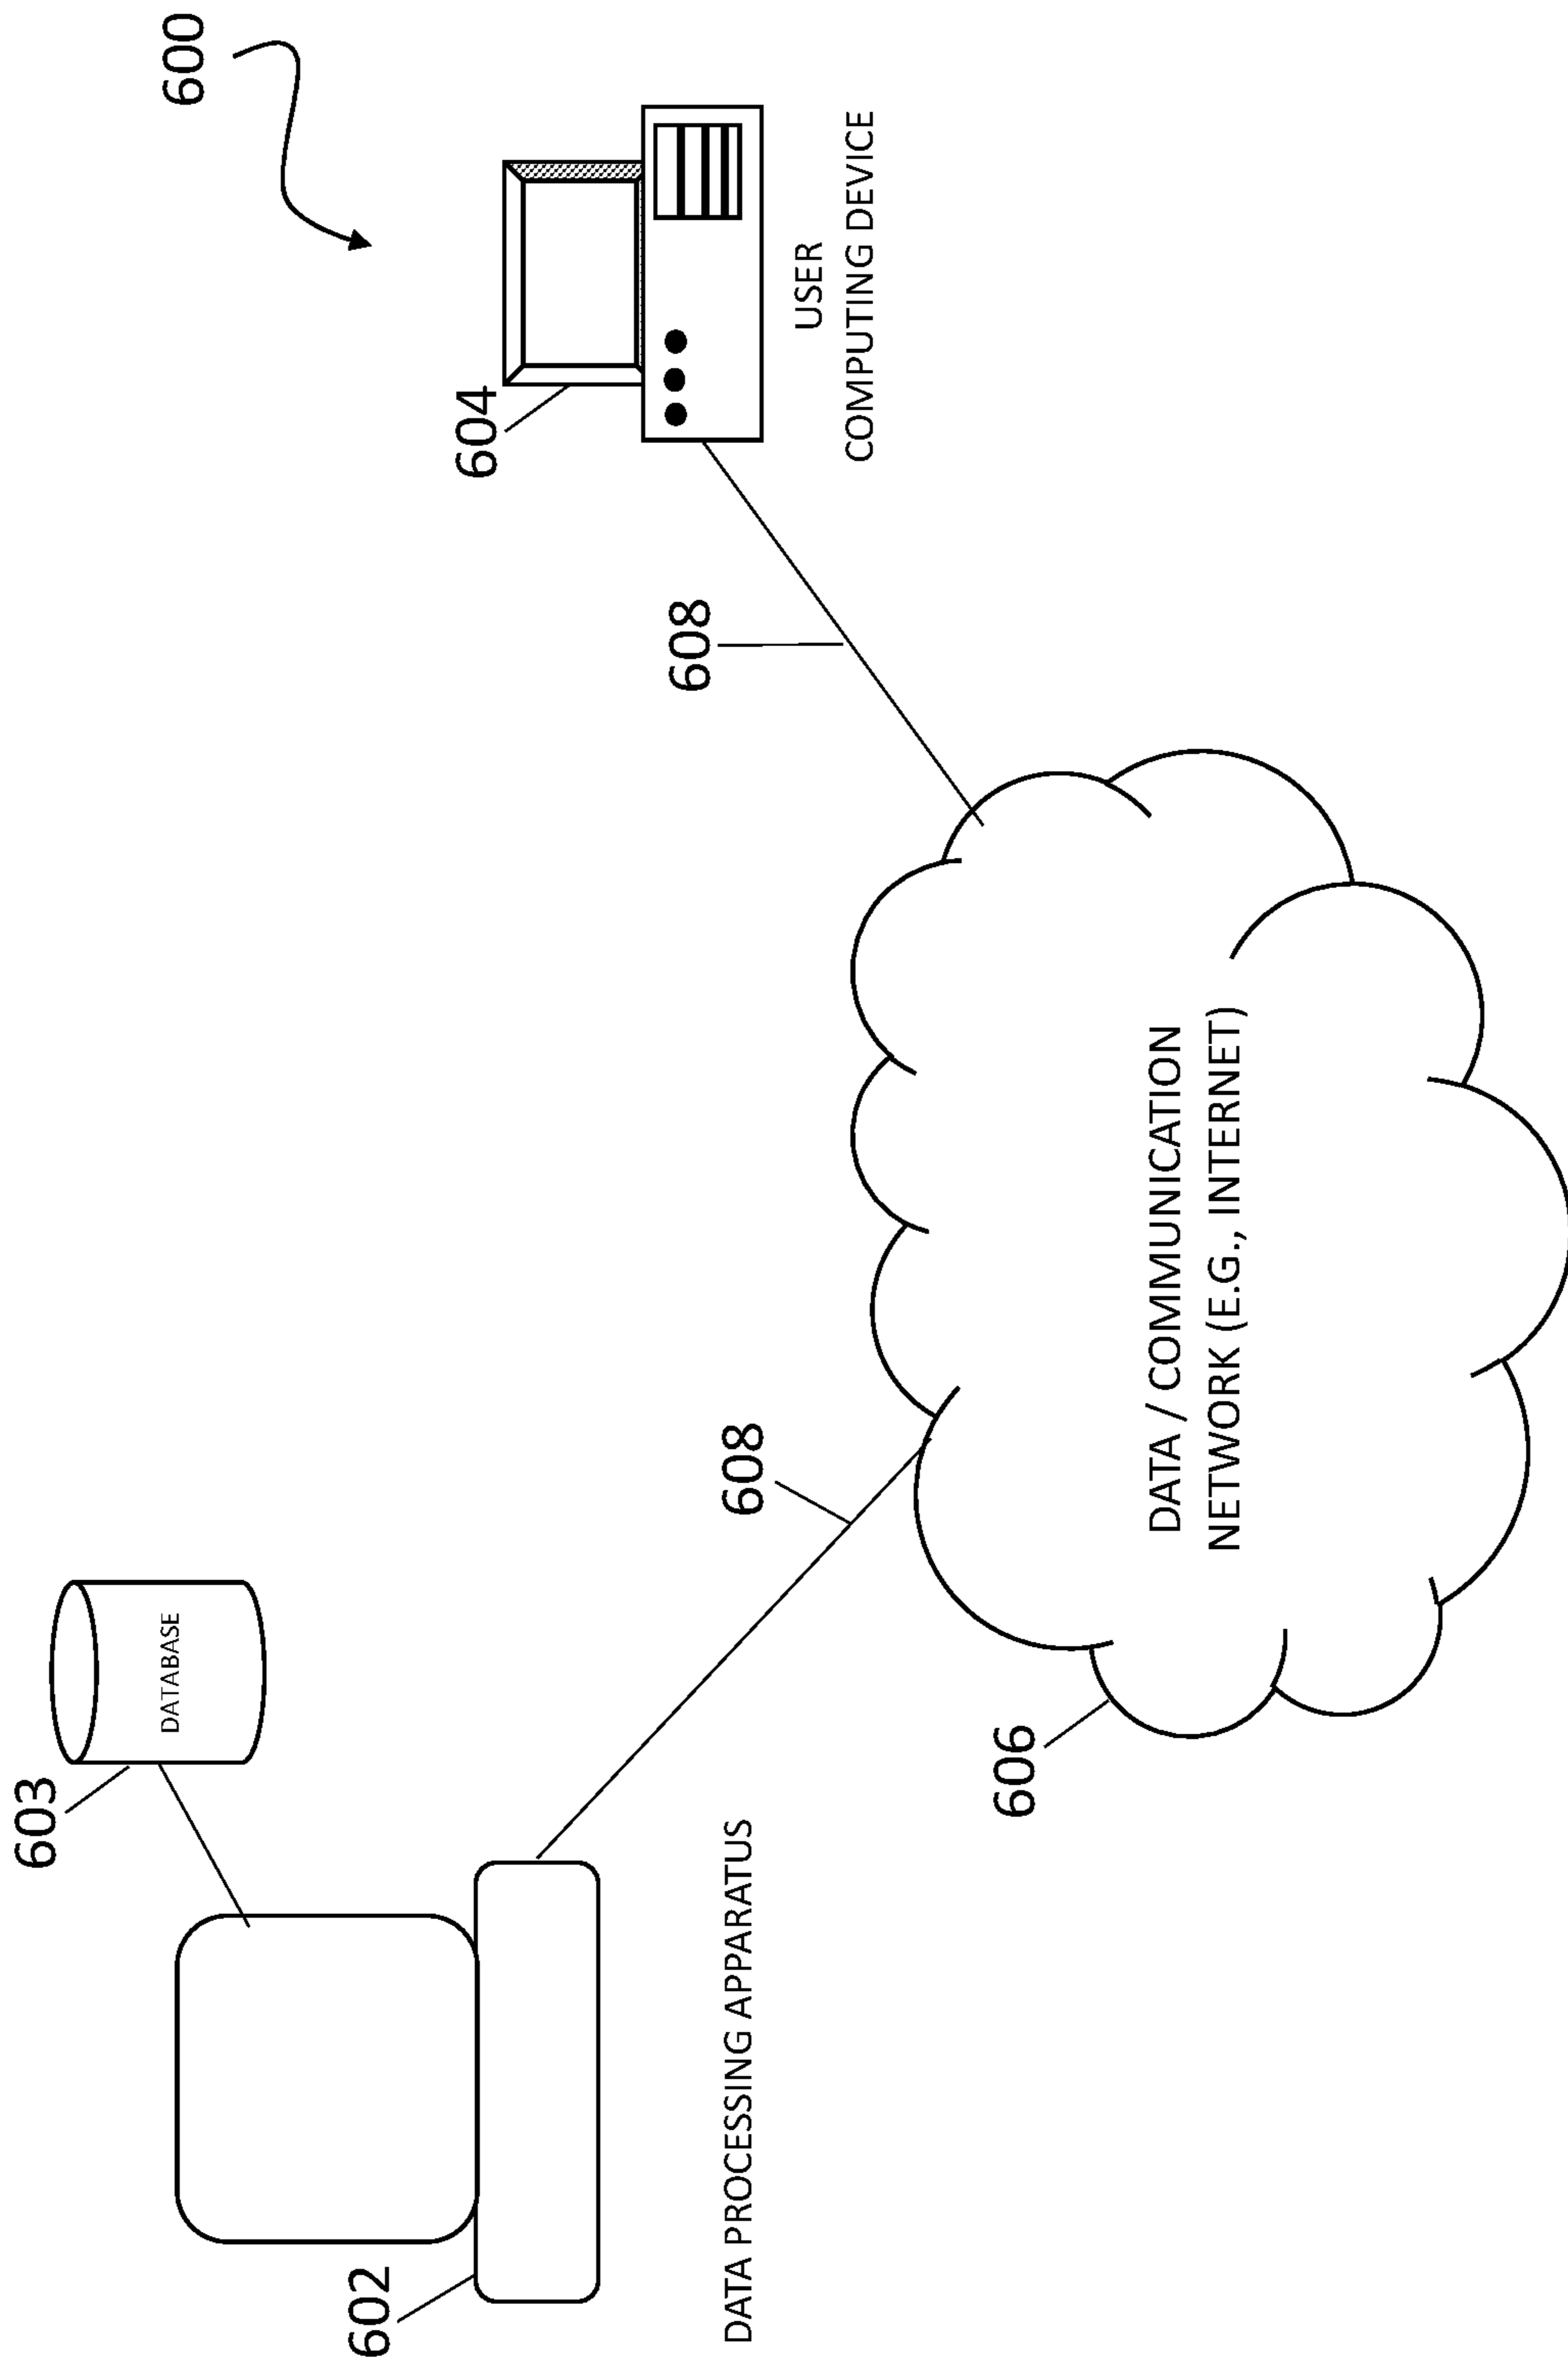 600
603
DATABASE
604
602
608
608
USER
COMPUTING DEVICE
DATA PROCESSING APPARATUS
606
DATA / COMMUNICATION
NETWORK (E.G., INTERNET)